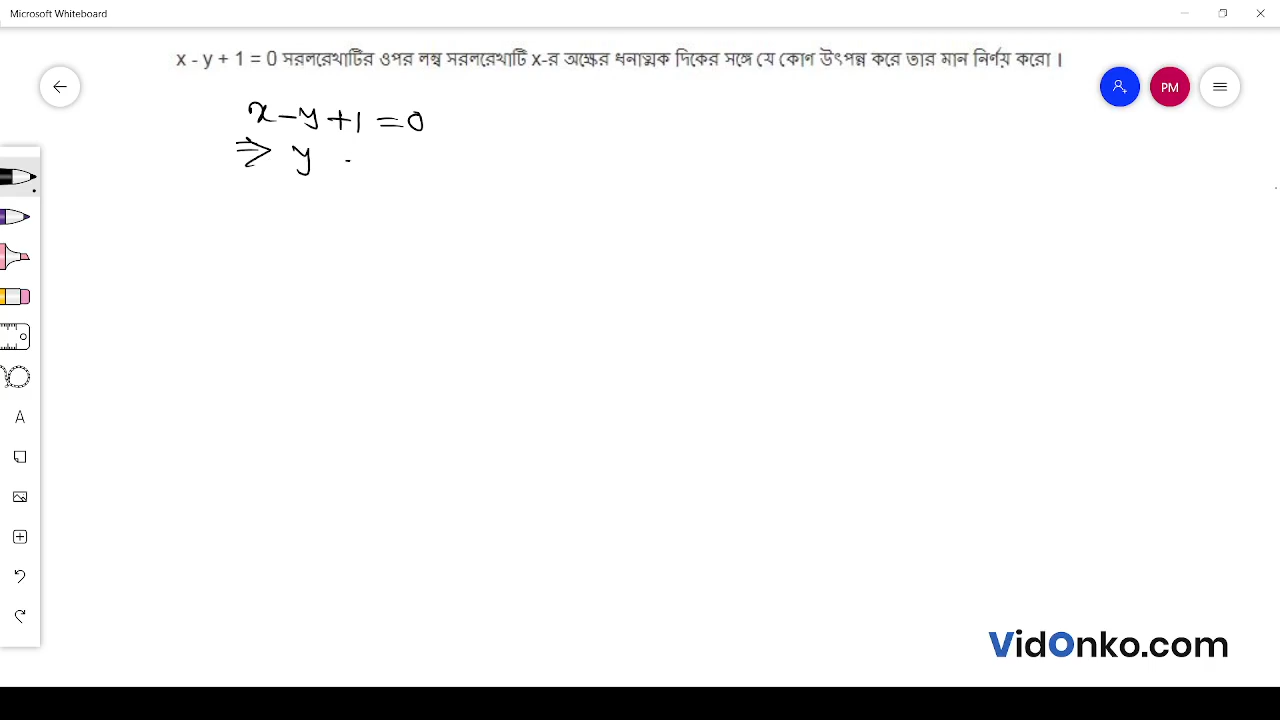 Microsoft Whiteboard
x - y + 1 = 0 সরলরেখাটির ওপর লম্ব সরলরেখাটি x-র অক্ষের ধনাত্মক দিকের সঙ্গে যে কোণ উৎপন্ন করে তার মান নির্ণয় করো ।
PM
x - y + 1 = 0
⇒ y -
A
VidOnko.com